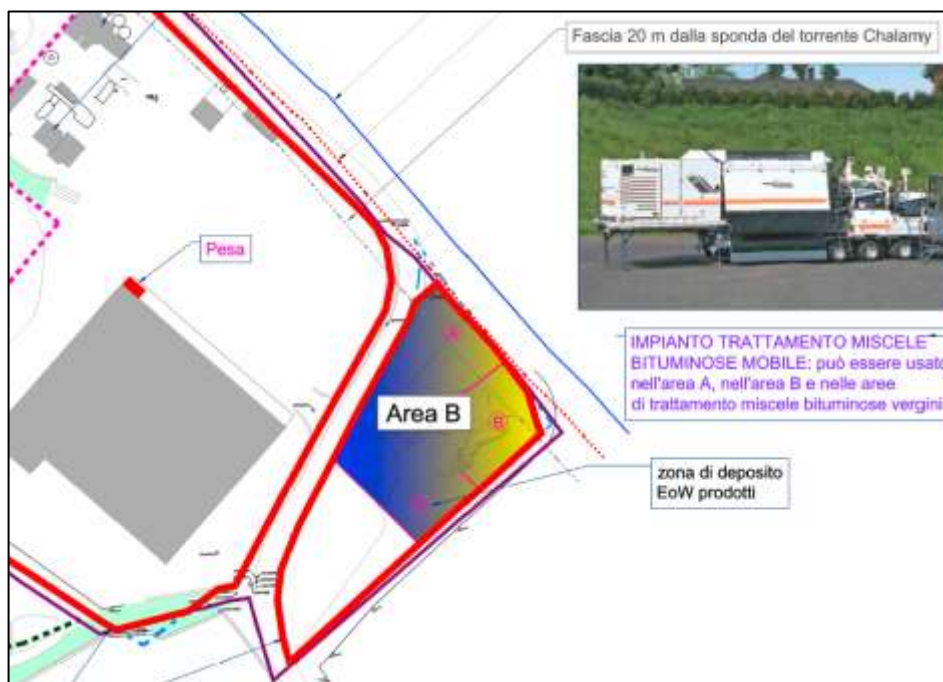 Fascia 20 m dalla sponda del torrente Chalamy
Pesa
IMPIANTO TRATTAMENTO MISCELE
BITUMINOSE MOBILE: può essere usato
nell'area A, nell'area B e nelle aree
di trattamento miscele bituminose vergini
A
Area B
B
zona di deposito
EoW prodotti